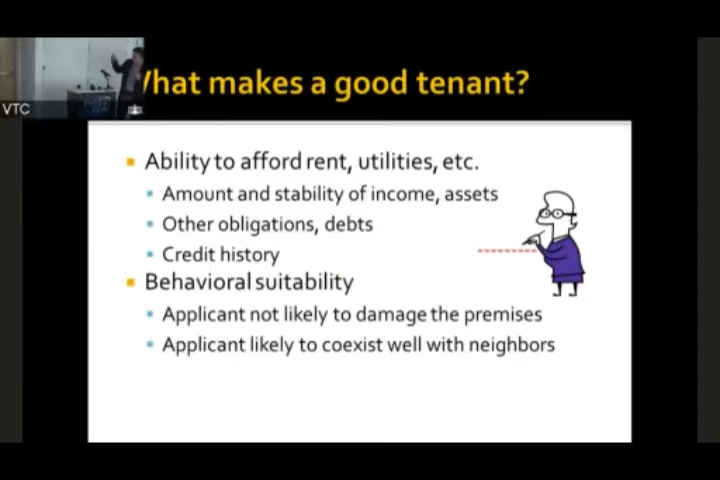 VTC
hat makes a good tenant?
Ability to afford rent, utilities, etc.
Amount and stability of income, assets
Other obligations, debts
Credit history
Behavioral suitability
Applicant not likely to damage the premises
Applicant likely to coexist well with neighbors